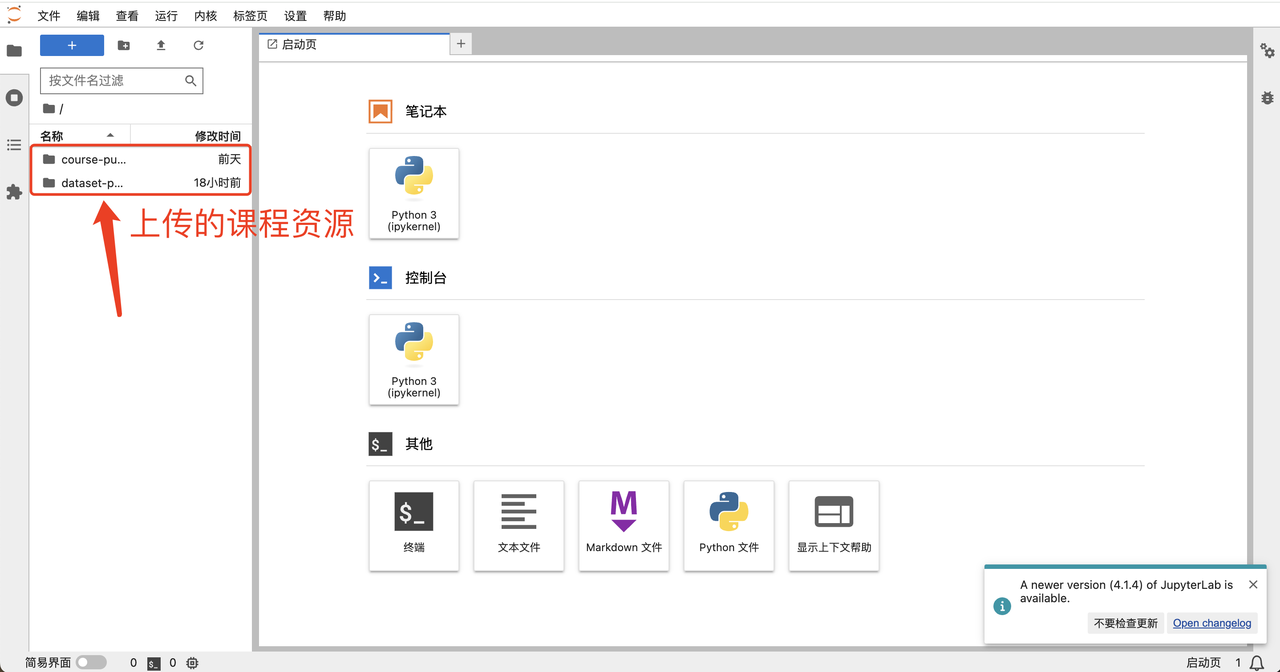 文件 编辑 查看 运行 内核 标签页 设置 帮助
+
启动页
+
按文件名过滤
/
名称 修改时间
course-pu... 前天
dataset-p... 18小时前
上传的课程资源
笔记本
Python 3
(ipykernel)
控制台
Python 3
(ipykernel)
$_ 其他
$_
终端
文本文件
M
Markdown 文件
Python 文件
显示上下文帮助
A newer version (4.1.4) of JupyterLab is
available.
不要检查更新 Open changelog
简易界面 0 $_ 0
启动页 1